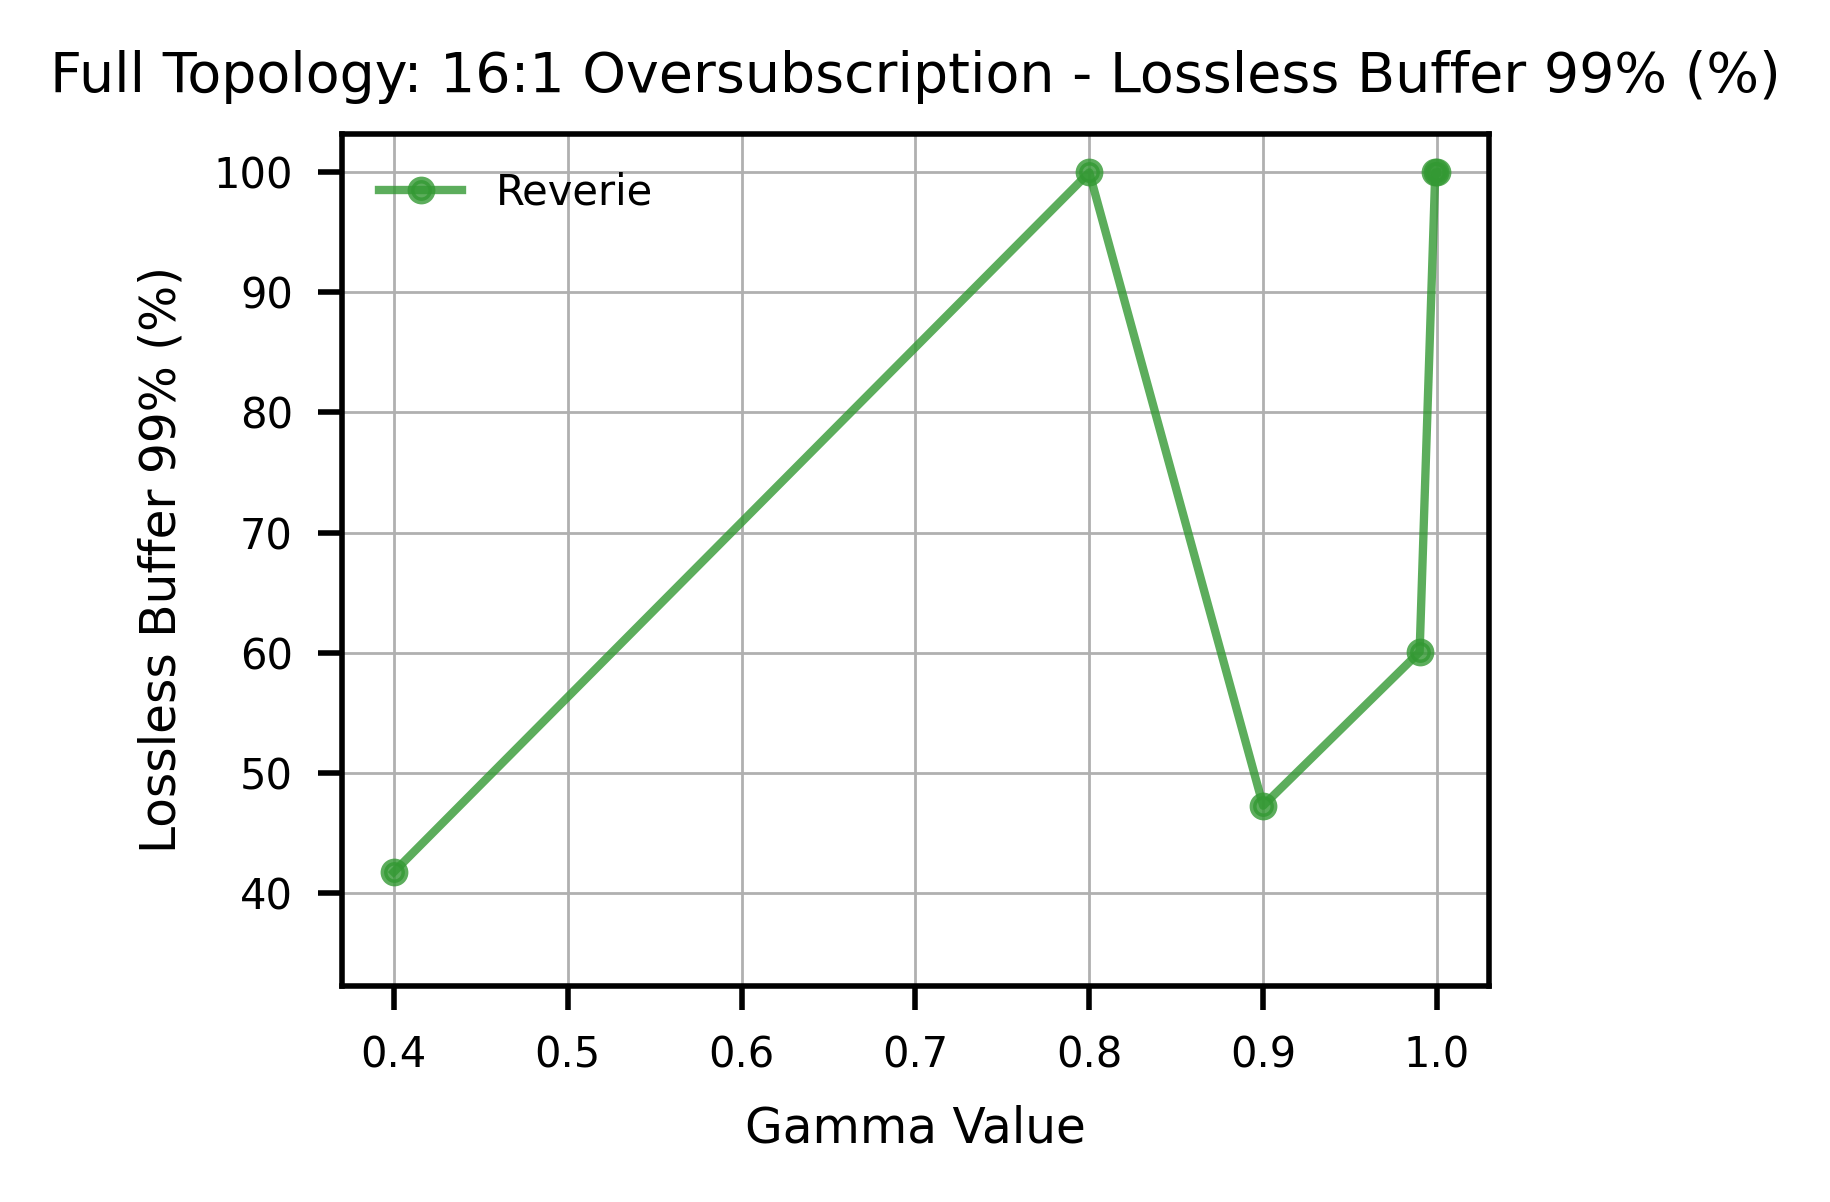 Full Topology: 16:1 Oversubscription - Lossless Buffer 99% (%)
Reverie
Lossless Buffer 99% (%)
100
90
80
70
60
50
40
0.4 0.5 0.6 0.7 0.8 0.9 1.0
Gamma Value